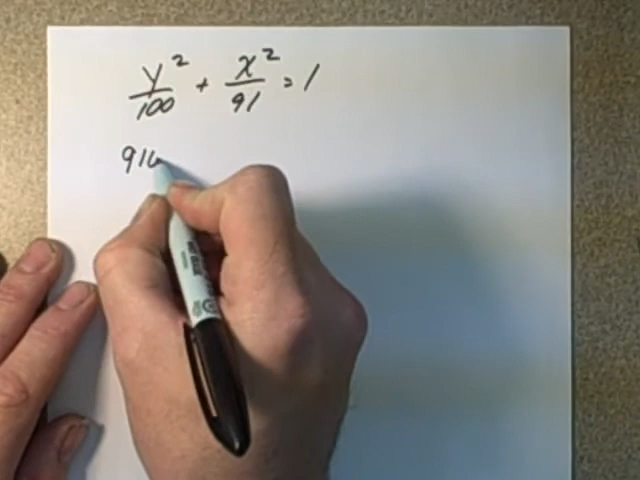 y²/100 + x²/91 = 1
91